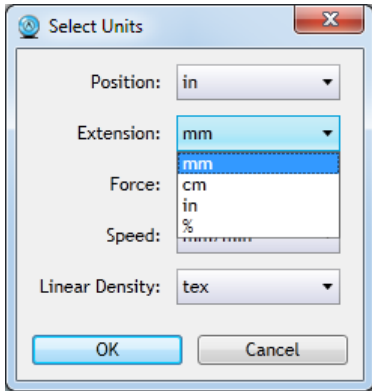 Select Units
Position: in
Extension: mm
mm
Force: cm
in
%
Speed:
Linear Density: tex
OK Cancel